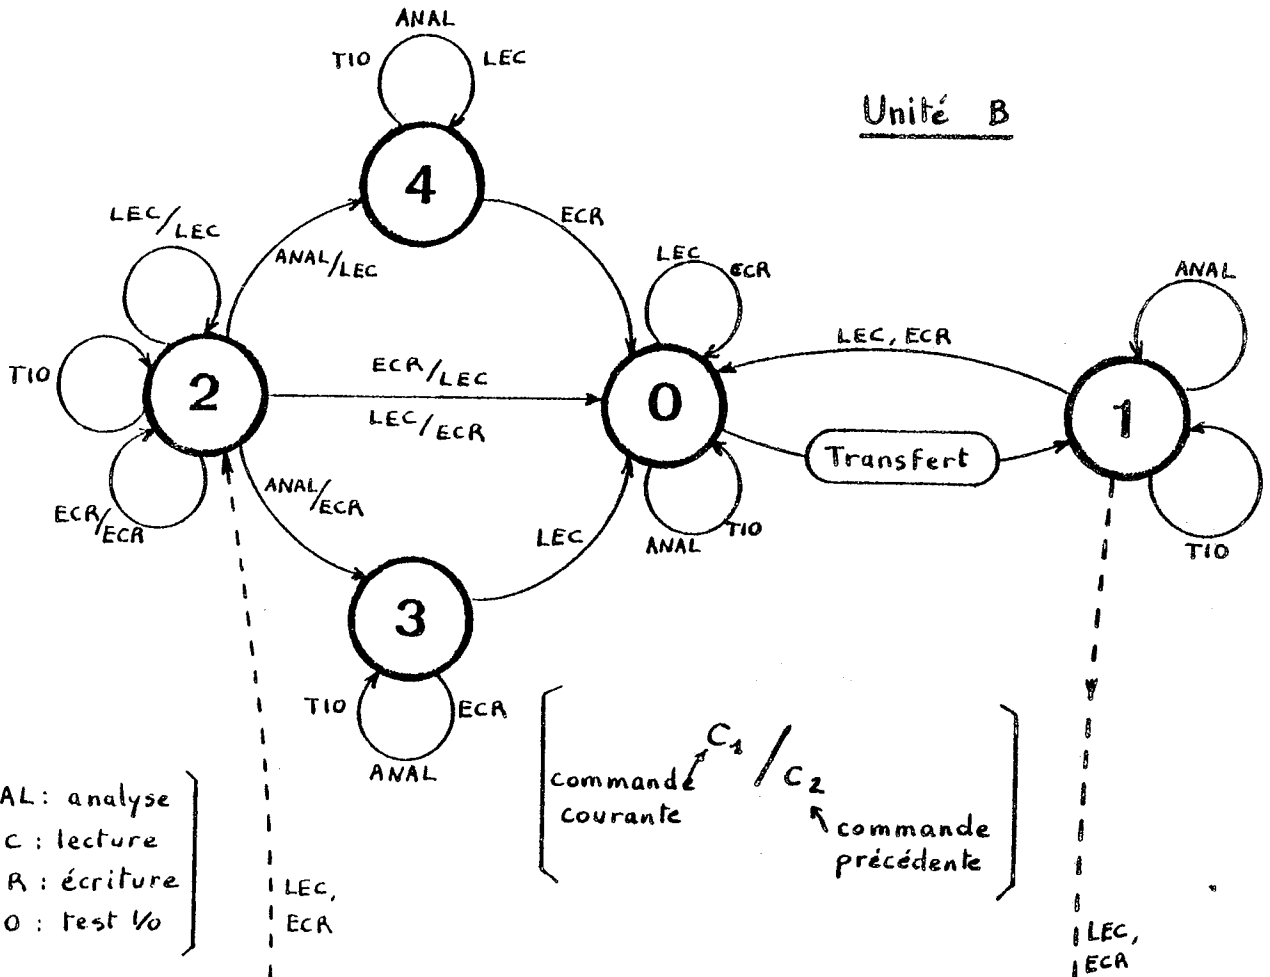 ANAL
TIO
LEC
Unité B
4
LEC/LEC
ANAL/LEC
ECR
LEC
ECR
ANAL
TIO
2
ECR/LEC
LEC/ECR
0
LEC, ECR
1
Transfert
ECR/ECR
ANAL/ECR
LEC
ANAL
TIO
TIO
3
TIO
ECR
ANAL
C1 / C2
commande
courante
commande
précédente
AL: analyse
C : lecture
R : écriture
O : test I/O
LEC,
ECR
LEC,
ECR